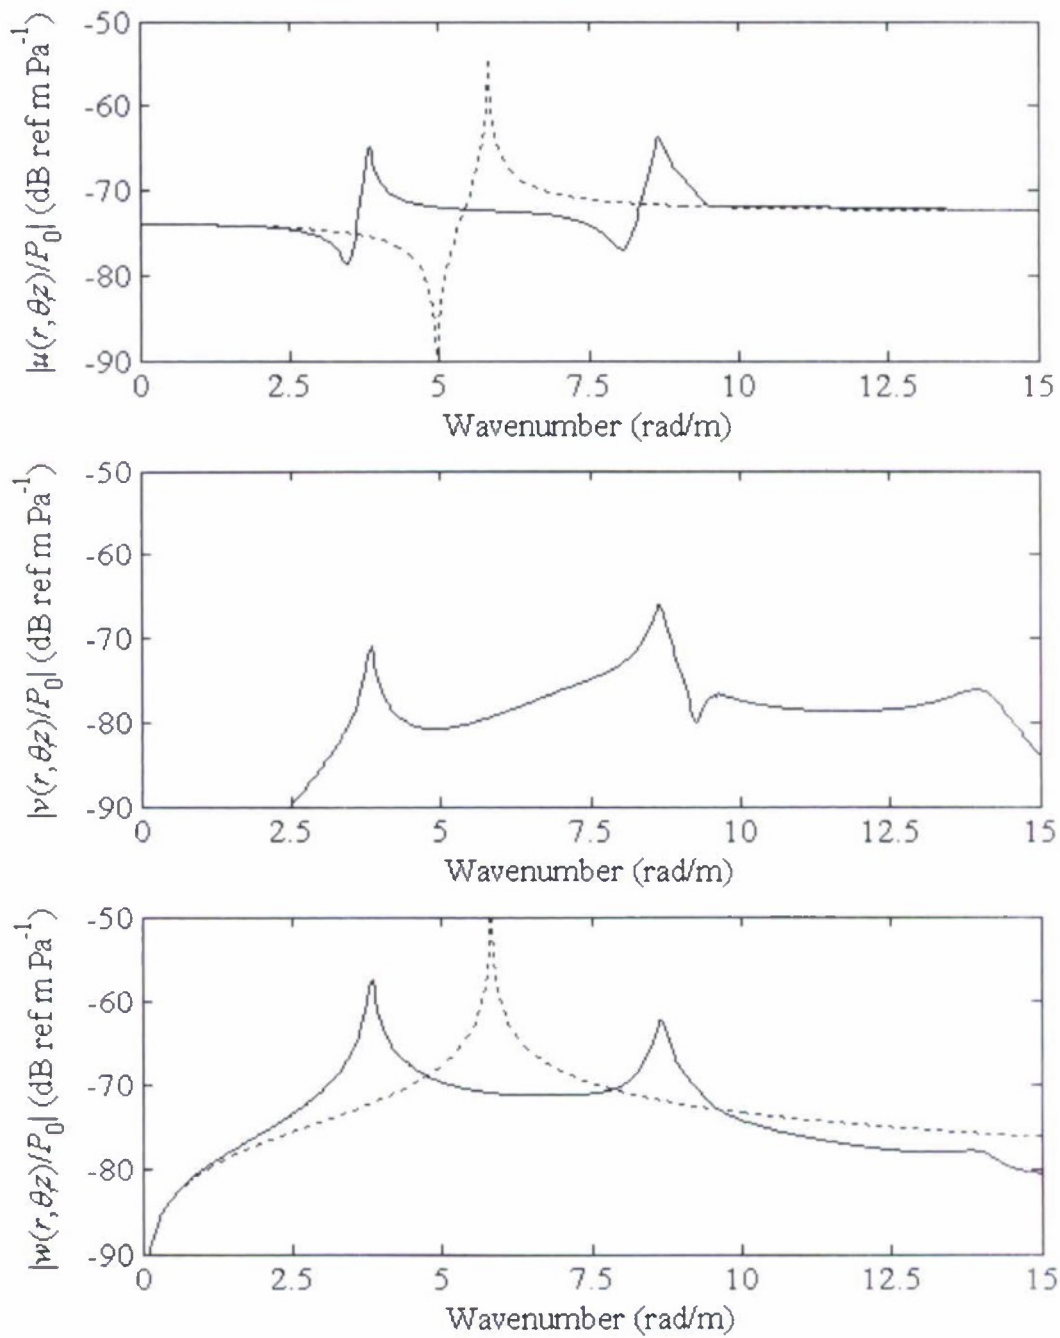 |u(r,θ,z)/P₀| (dB ref m Pa⁻¹)
-50
-60
-70
-80
-90
0 2.5 5 7.5 10 12.5 15
Wavenumber (rad/m)
|v(r,θ,z)/P₀| (dB ref m Pa⁻¹)
-50
-60
-70
-80
-90
0 2.5 5 7.5 10 12.5 15
Wavenumber (rad/m)
|w(r,θ,z)/P₀| (dB ref m Pa⁻¹)
-50
-60
-70
-80
-90
0 2.5 5 7.5 10 12.5 15
Wavenumber (rad/m)